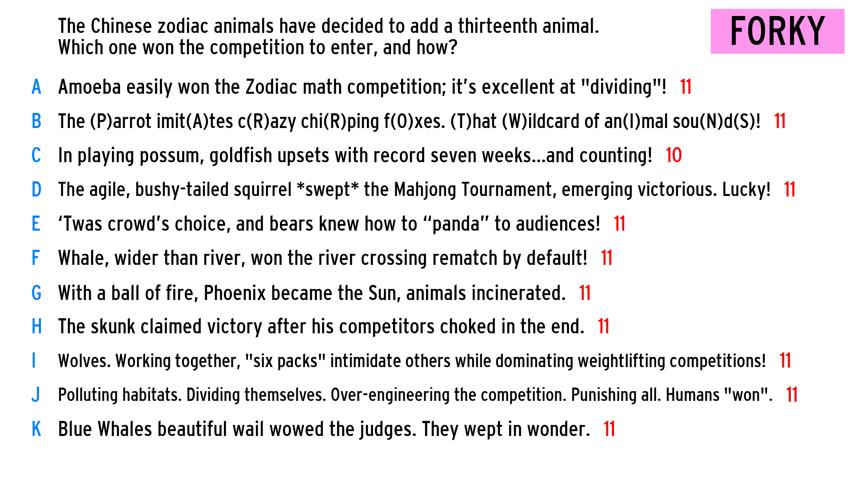 The Chinese zodiac animals have decided to add a thirteenth animal.
Which one won the competition to enter, and how?
FORKY
A Amoeba easily won the Zodiac math competition; it's excellent at "dividing"! 11
B The (P)arrot imit(A)tes c(R)azy chi(R)ping f(O)xes. (T)hat (W)ildcard of an(I)mal sou(N)d(S)! 11
C In playing possum, goldfish upsets with record seven weeks...and counting! 10
D The agile, bushy-tailed squirrel *swept* the Mahjong Tournament, emerging victorious. Lucky! 11
E ‘Twas crowd's choice, and bears knew how to “panda” to audiences! 11
F Whale, wider than river, won the river crossing rematch by default! 11
G With a ball of fire, Phoenix became the Sun, animals incinerated. 11
H The skunk claimed victory after his competitors choked in the end. 11
I Wolves. Working together, "six packs" intimidate others while dominating weightlifting competitions! 11
J Polluting habitats. Dividing themselves. Over-engineering the competition. Punishing all. Humans "won". 11
K Blue Whales beautiful wail wowed the judges. They wept in wonder. 11